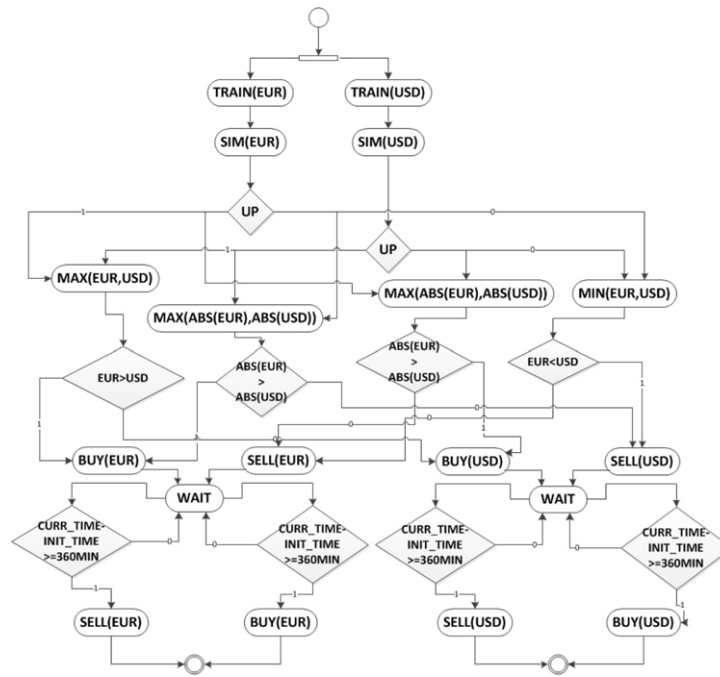 TRAIN(EUR)
TRAIN(USD)
SIM(EUR)
SIM(USD)
UP
1
0
UP
1
0
MAX(EUR,USD)
MAX(ABS(EUR),ABS(USD))
MAX(ABS(EUR),ABS(USD))
MIN(EUR,USD)
EUR>USD
ABS(EUR)
>
ABS(USD)
ABS(EUR)
>
ABS(USD)
EUR<USD
1
0
0
0
1
1
0
1
BUY(EUR)
SELL(EUR)
BUY(USD)
SELL(USD)
WAIT
WAIT
CURR_TIME-
INIT_TIME
>=360MIN
0
0
CURR_TIME-
INIT_TIME
>=360MIN
CURR_TIME-
INIT_TIME
>=360MIN
0
0
CURR_TIME-
INIT_TIME
>=360MIN
1
1
1
1
SELL(EUR)
BUY(EUR)
SELL(USD)
BUY(USD)